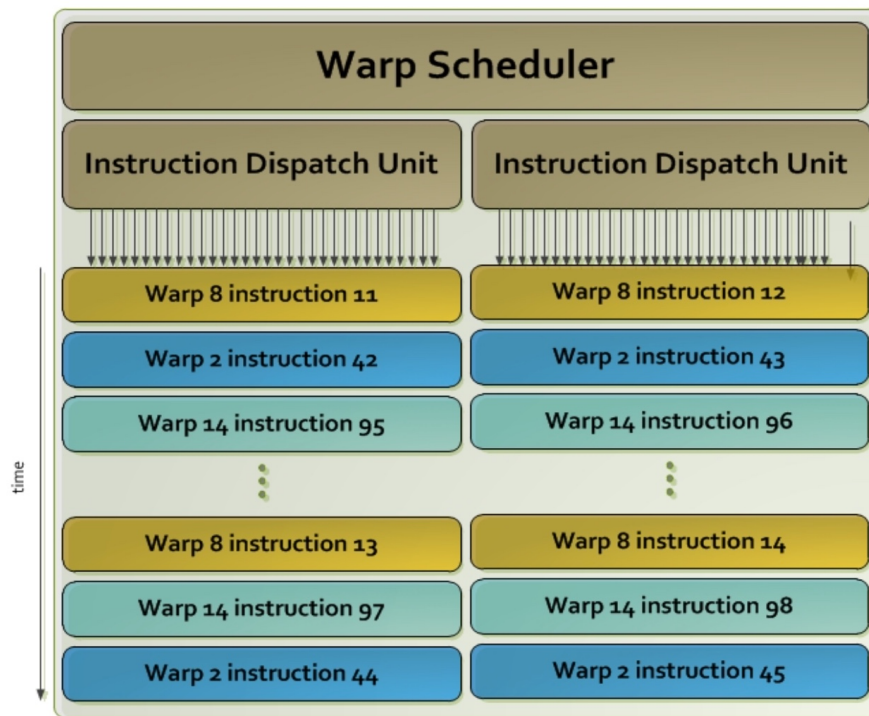 Warp Scheduler
Instruction Dispatch Unit
Instruction Dispatch Unit
Warp 8 instruction 11
Warp 8 instruction 12
Warp 2 instruction 42
Warp 2 instruction 43
Warp 14 instruction 95
Warp 14 instruction 96
time
Warp 8 instruction 13
Warp 8 instruction 14
Warp 14 instruction 97
Warp 14 instruction 98
Warp 2 instruction 44
Warp 2 instruction 45